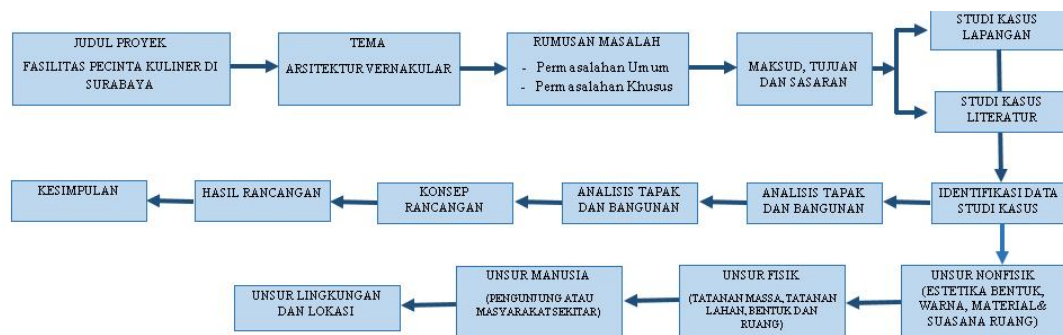 JUDUL PROYEK
FASILITAS PECINTA KULINER DI
SURABAYA
TEMA
ARSITEKTUR VERNAKULAR
RUMUSAN MASALAH
- Permasalahan Umum
- Permasalahan Khusus
MAKSUD, TUJUAN
DAN SASARAN
STUDI KASUS
LAPANGAN
STUDI KASUS
LITERATUR
IDENTIFIKASI DATA
STUDI KASUS
ANALISIS TAPAK
DAN BANGUNAN
ANALISIS TAPAK
DAN BANGUNAN
KONSEP
RANCANGAN
HASIL RANCANGAN
KESIMPULAN
UNSUR NONFISIK
(ESTETIKA BENTUK,
WARNA, MATERIAL&
SUASANA RUANG)
UNSUR FISIK
(TATANAN MASSA, TATANAN
LAHAN, BENTUK DAN
RUANG)
UNSUR MANUSIA
(PENGUNJUNG ATAU
MASYARAKAT SEKITAR)
UNSUR LINGKUNGAN
DAN LOKASI